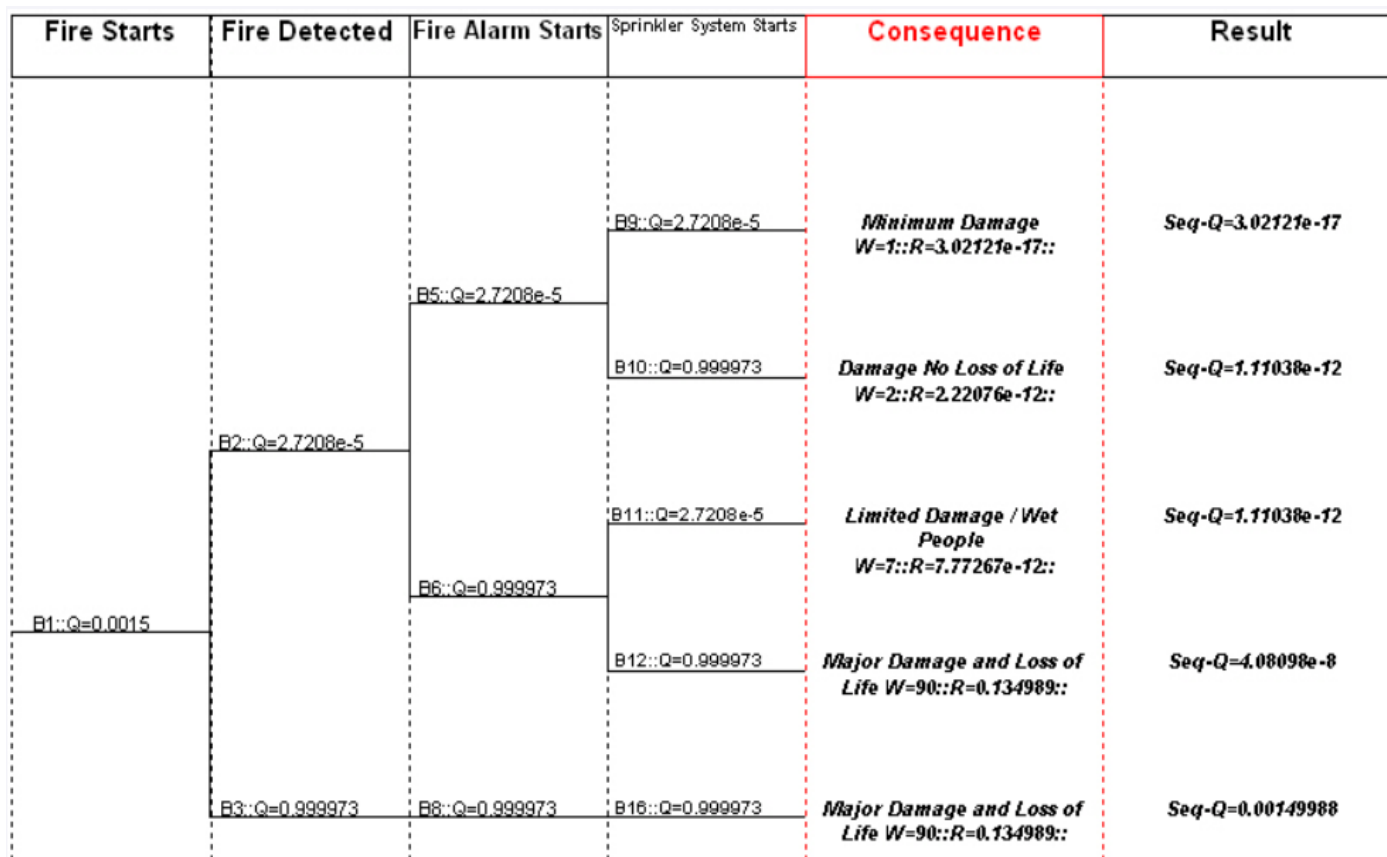 Fire Starts
Fire Detected
Fire Alarm Starts
Sprinkler System Starts
Consequence
Result
B9::Q=2.7208e-5
Minimum Damage
W=1::R=3.02121e-17::
Seq-Q=3.02121e-17
B5::Q=2.7208e-5
B10::Q=0.999973
Damage No Loss of Life
W=2::R=2.22076e-12::
Seq-Q=1.11038e-12
B2::Q=2.7208e-5
B11::Q=2.7208e-5
Limited Damage / Wet
People
W=7::R=7.77267e-12::
Seq-Q=1.11038e-12
B6::Q=0.999973
B1::Q=0.0015
B12::Q=0.999973
Major Damage and Loss of
Life W=90::R=0.134989::
Seq-Q=4.08098e-8
B3::Q=0.999973
B8::Q=0.999973
B16::Q=0.999973
Major Damage and Loss of
Life W=90::R=0.134989::
Seq-Q=0.00149988